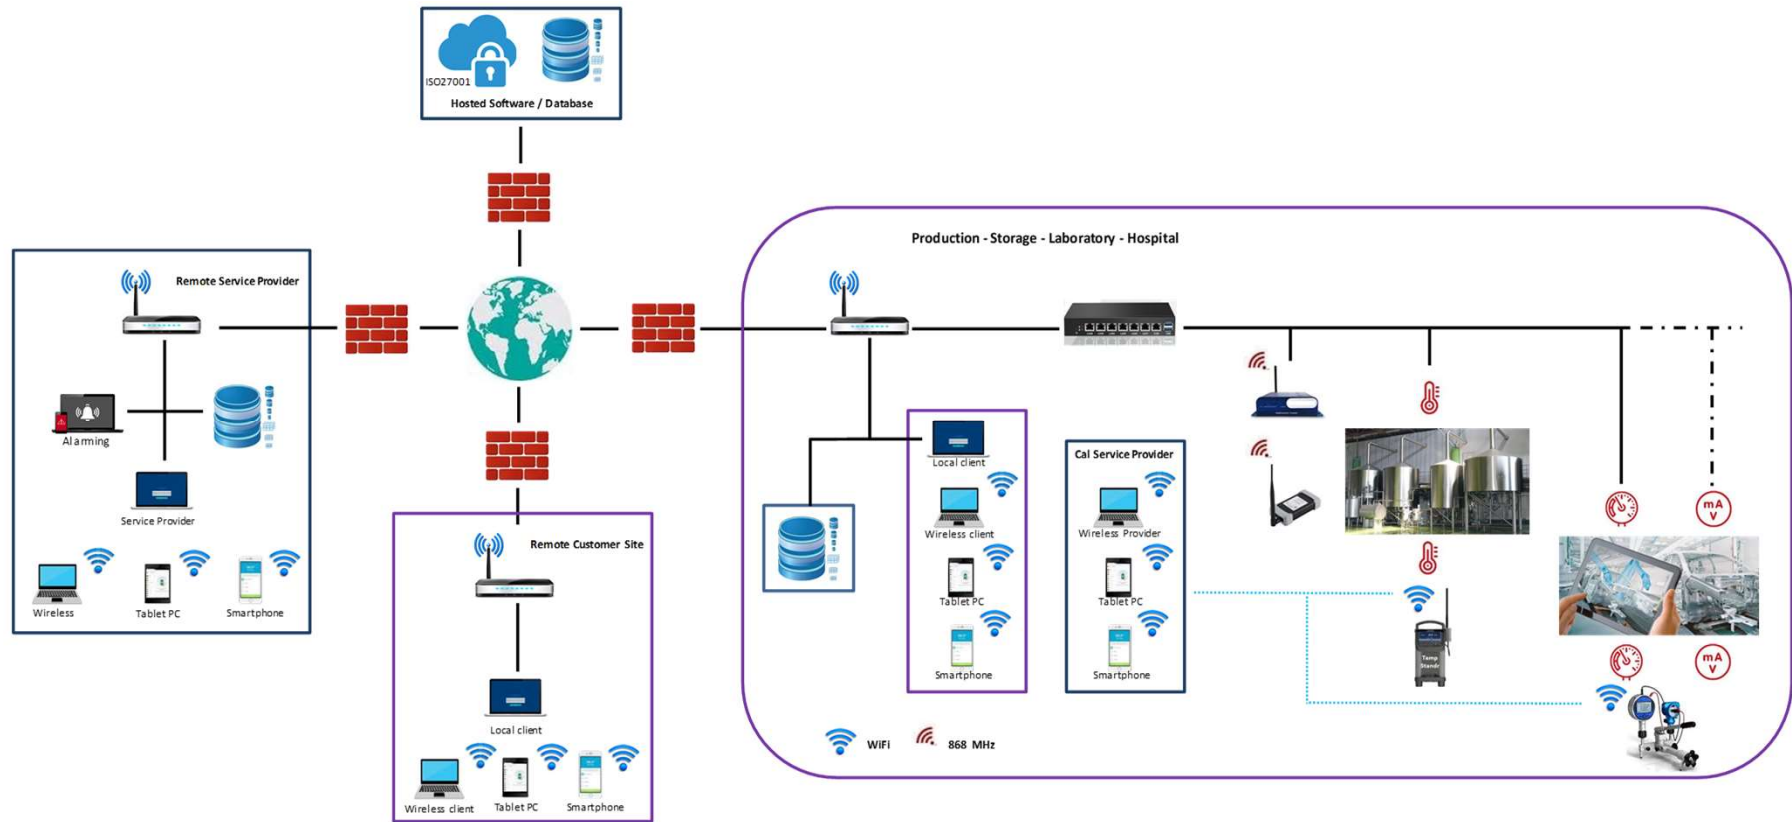 ISO27001
Hosted Software / Database
Remote Service Provider
Alarming
Service Provider
Wireless
Tablet PC
Smartphone
Remote Customer Site
Local client
Wireless client
Tablet PC
Smartphone
Production - Storage - Laboratory - Hospital
Local client
Wireless client
Tablet PC
Smartphone
Cal Service Provider
Wireless Provider
Tablet PC
Smartphone
mA
V
Temp
Standr
mA
V
WiFi
868 MHz